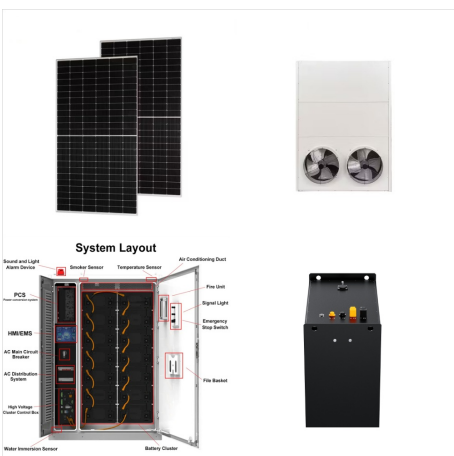 System Layout
Sound and Light
Alarm Device
Smoker Sensor
Temperature Sensor
Air Conditioning Duct
Fire Unit
PCS
Power conversion system
Signal Light
HMI/EMS
Emergency
Stop Switch
AC Main Circuit
Breaker
AC Distribution
System
File Basket
High Voltage
Cluster Control Box
Water Immersion Sensor
Battery Cluster